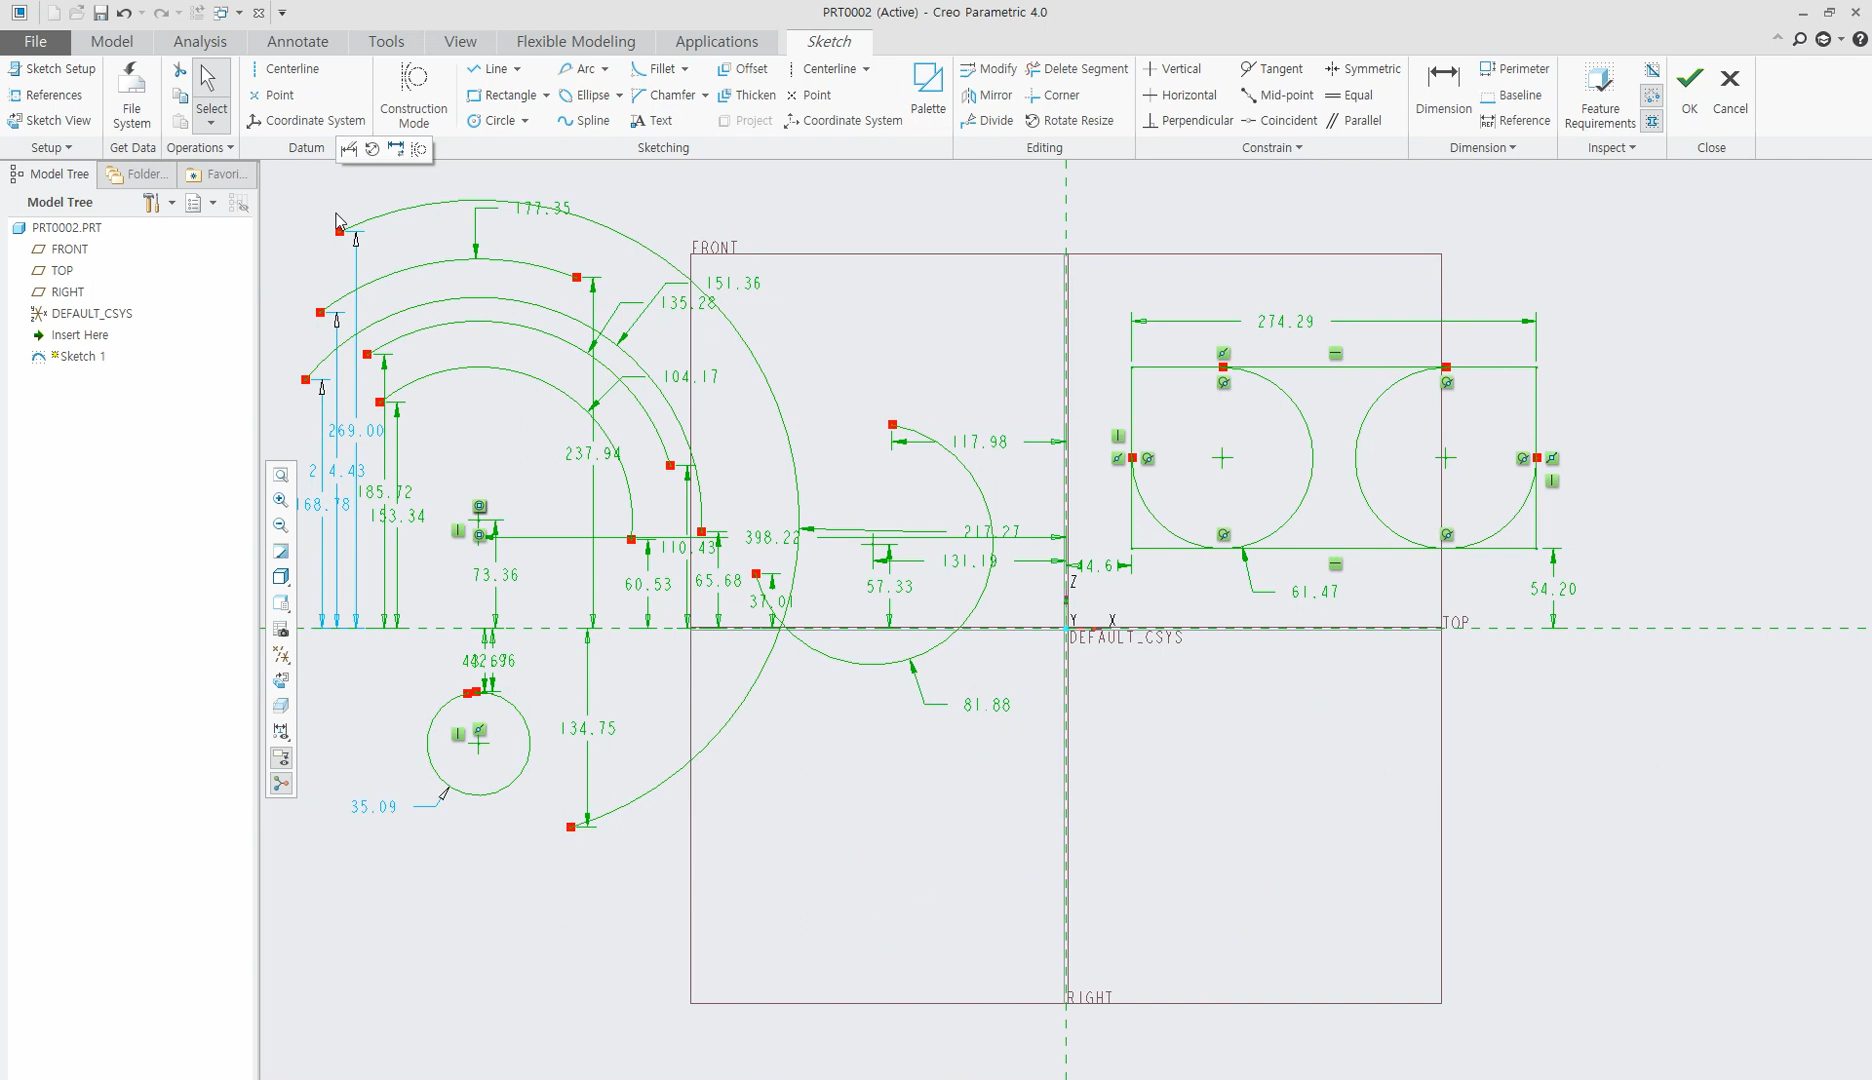 PRT0002 (Active) - Creo Parametric 4.0
File Model Analysis Annotate Tools View Flexible Modeling Applications Sketch
Sketch Setup
References
Sketch View
Setup
File System
Get Data
Select
Operations
Centerline
Point
Coordinate System
Datum
Construction Mode
Line Arc Fillet Offset Centerline
Rectangle Ellipse Chamfer Thicken Point
Circle Spline Text Project Coordinate System
Palette
Sketching
Modify Delete Segment
Mirror Corner
Divide Rotate Resize
Editing
Vertical Tangent Symmetric
Horizontal Mid-point Equal
Perpendicular Coincident Parallel
Constrain
Dimension
Perimeter
Baseline
Reference
Dimension
Feature Requirements
Inspect
OK Cancel
Close
Model Tree Folder... Favori...
Model Tree
PRT0002.PRT
FRONT
TOP
RIGHT
DEFAULT_CSYS
Insert Here
Sketch 1
177.35
FRONT
151.36
135.28
274.29
104.17
269.00
237.94
117.98
168.78
185.72
153.34
217.27
398.22
110.43
131.19
73.36
60.53
65.68
57.33
37.01
61.47
54.20
Z
Y X
TOP
DEFAULT_CSYS
81.88
134.75
35.09
RIGHT